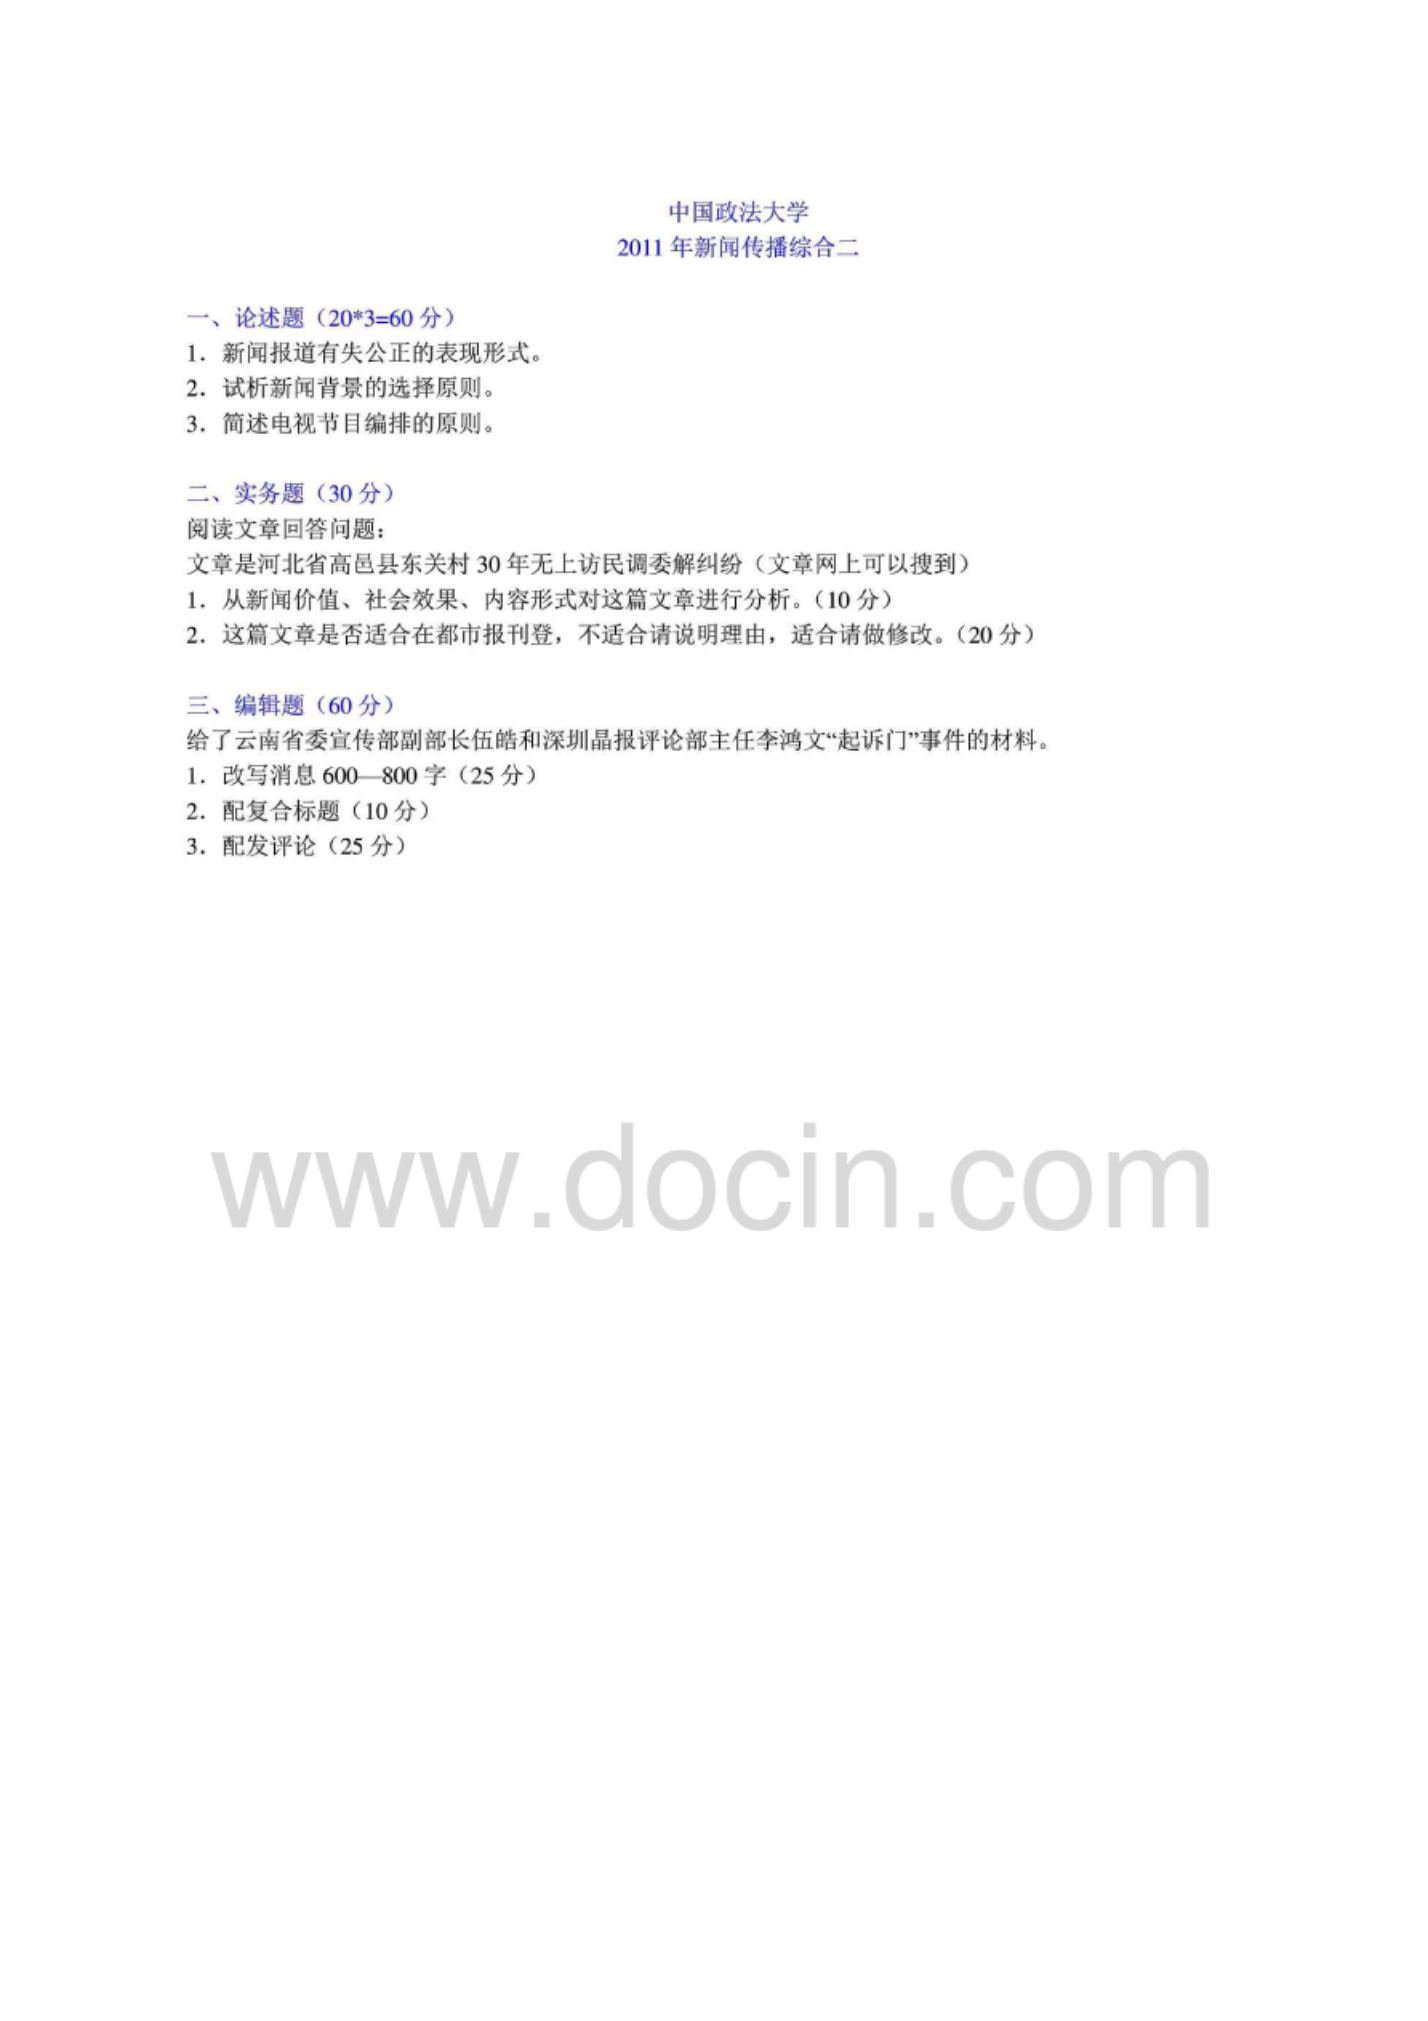 中国政法大学
2011 年新闻传播综合二
一、论述题（20*3=60 分）
1．新闻报道有失公正的表现形式。
2．试析新闻背景的选择原则。
3．简述电视节目编排的原则。
二、实务题（30 分）
阅读文章回答问题：
文章是河北省高邑县东关村 30 年无上访民调委解纠纷（文章网上可以搜到）
1．从新闻价值、社会效果、内容形式对这篇文章进行分析。（10 分）
2．这篇文章是否适合在都市报刊登，不适合请说明理由，适合请做修改。（20 分）
三、编辑题（60 分）
给了云南省委宣传部副部长伍皓和深圳晶报评论部主任李鸿文“起诉门”事件的材料。
1．改写消息 600—800 字（25 分）
2．配复合标题（10 分）
3．配发评论（25 分）
www.docin.com